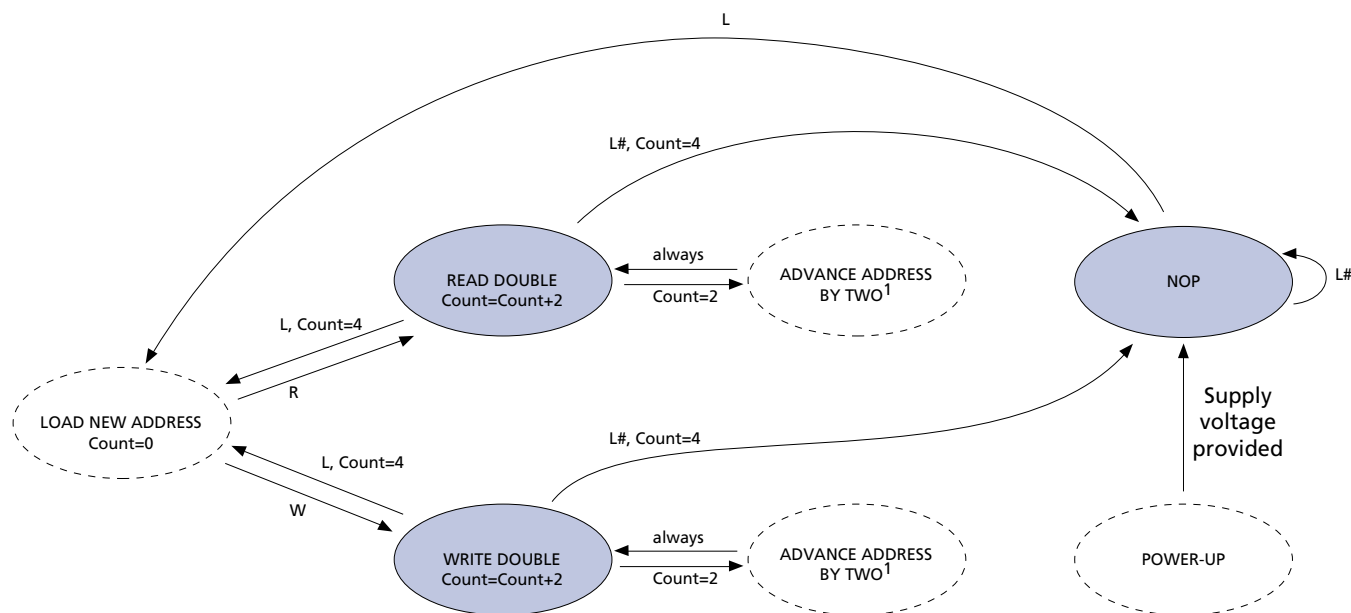 L
L#, Count=4
READ DOUBLE
Count=Count+2
always
Count=2
ADVANCE ADDRESS
BY TWO1
NOP
L#
L, Count=4
R
LOAD NEW ADDRESS
Count=0
L, Count=4
W
L#, Count=4
Supply
voltage
provided
WRITE DOUBLE
Count=Count+2
always
Count=2
ADVANCE ADDRESS
BY TWO1
POWER-UP